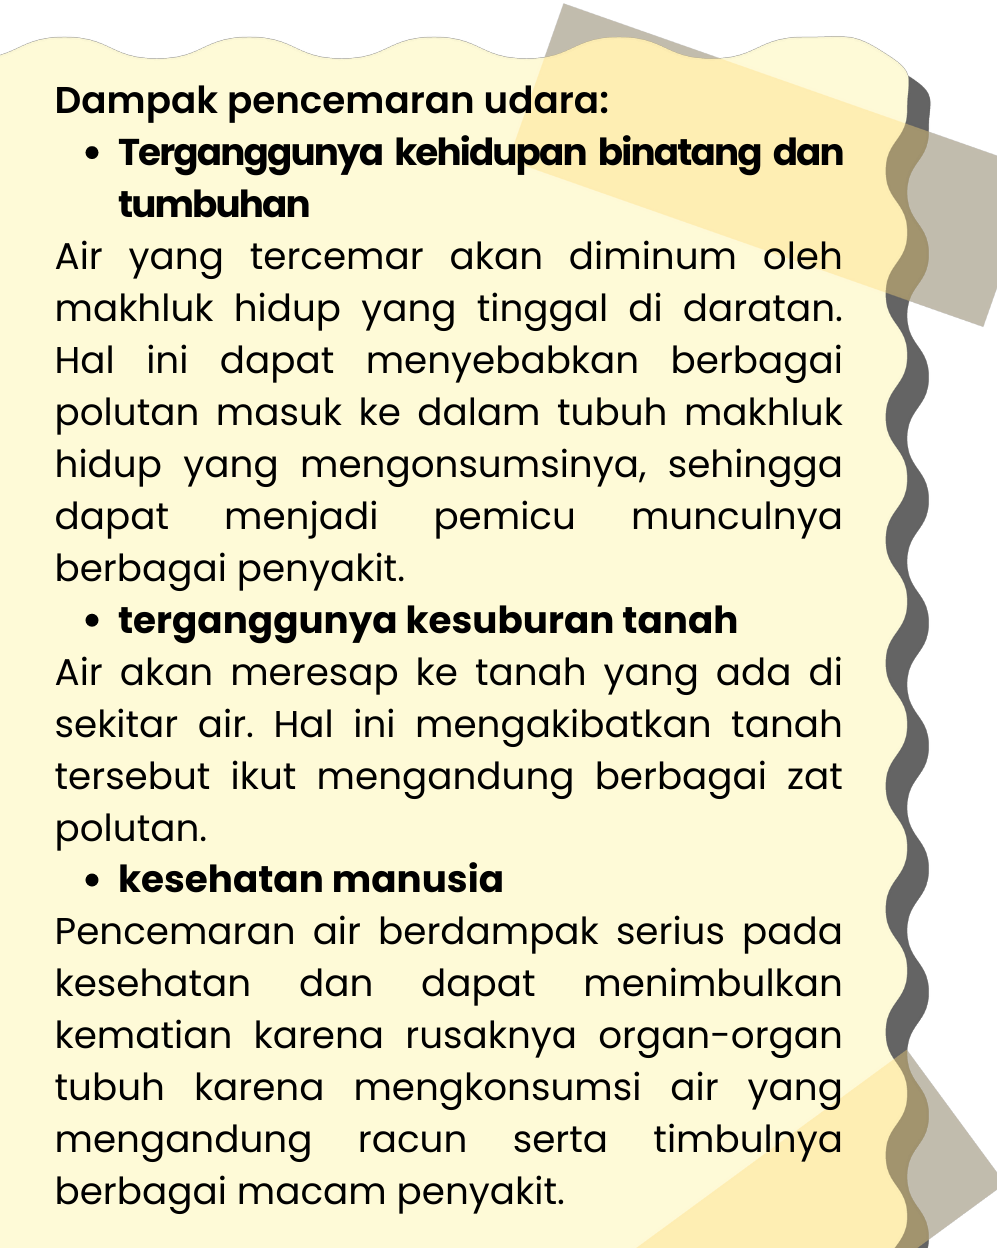 Dampak pencemaran udara:
• Terganggunya kehidupan binatang dan
tumbuhan
Air yang tercemar akan diminum oleh
makhluk hidup yang tinggal di daratan.
Hal ini dapat menyebabkan berbagai
polutan masuk ke dalam tubuh makhluk
hidup yang mengonsumsinya, sehingga
dapat menjadi pemicu munculnya
berbagai penyakit.
• terganggunya kesuburan tanah
Air akan meresap ke tanah yang ada di
sekitar air. Hal ini mengakibatkan tanah
tersebut ikut mengandung berbagai zat
polutan.
• kesehatan manusia
Pencemaran air berdampak serius pada
kesehatan dan dapat menimbulkan
kematian karena rusaknya organ-organ
tubuh karena mengkonsumsi air yang
mengandung racun serta timbulnya
berbagai macam penyakit.